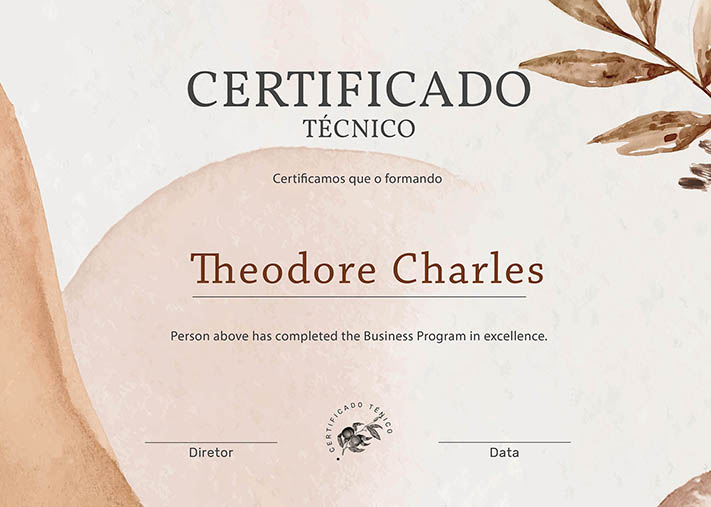 CERTIFICADO
TÉCNICO
Certificamos que o formando
Theodore Charles
Person above has completed the Business Program in excellence.
CERTIFICADO TÉNICO
Diretor
Data